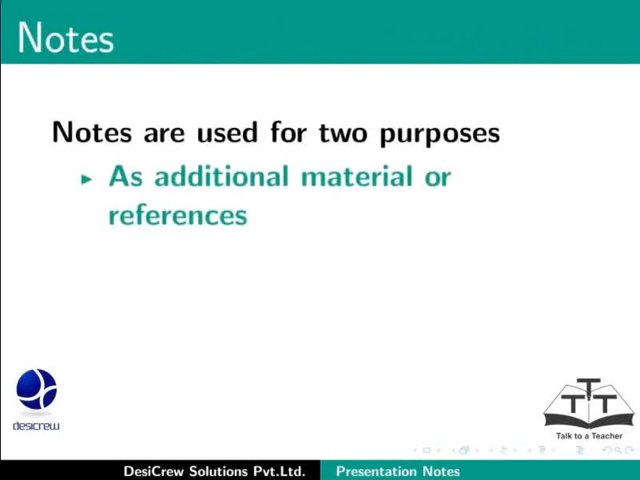 Notes
Notes are used for two purposes
As additional material or
references
desicrew
T
T T
Talk to a Teacher
DesiCrew Solutions Pvt.Ltd. Presentation Notes